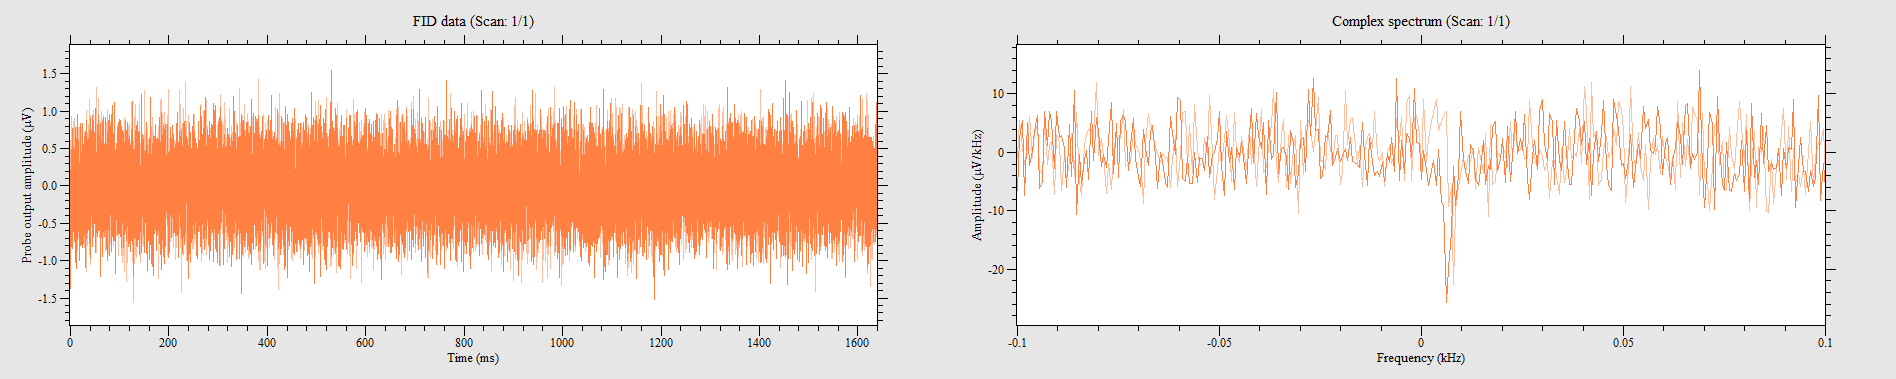 FID data (Scan: 1/1)
Probe output amplitude (µV)
1.5
1.0
0.5
0.0
-0.5
-1.0
-1.5
0 200 400 600 800 1000 1200 1400 1600
Time (ms)
Complex spectrum (Scan: 1/1)
Amplitude (µV/kHz)
10
0
-10
-20
-0.1 -0.05 0 0.05 0.1
Frequency (kHz)